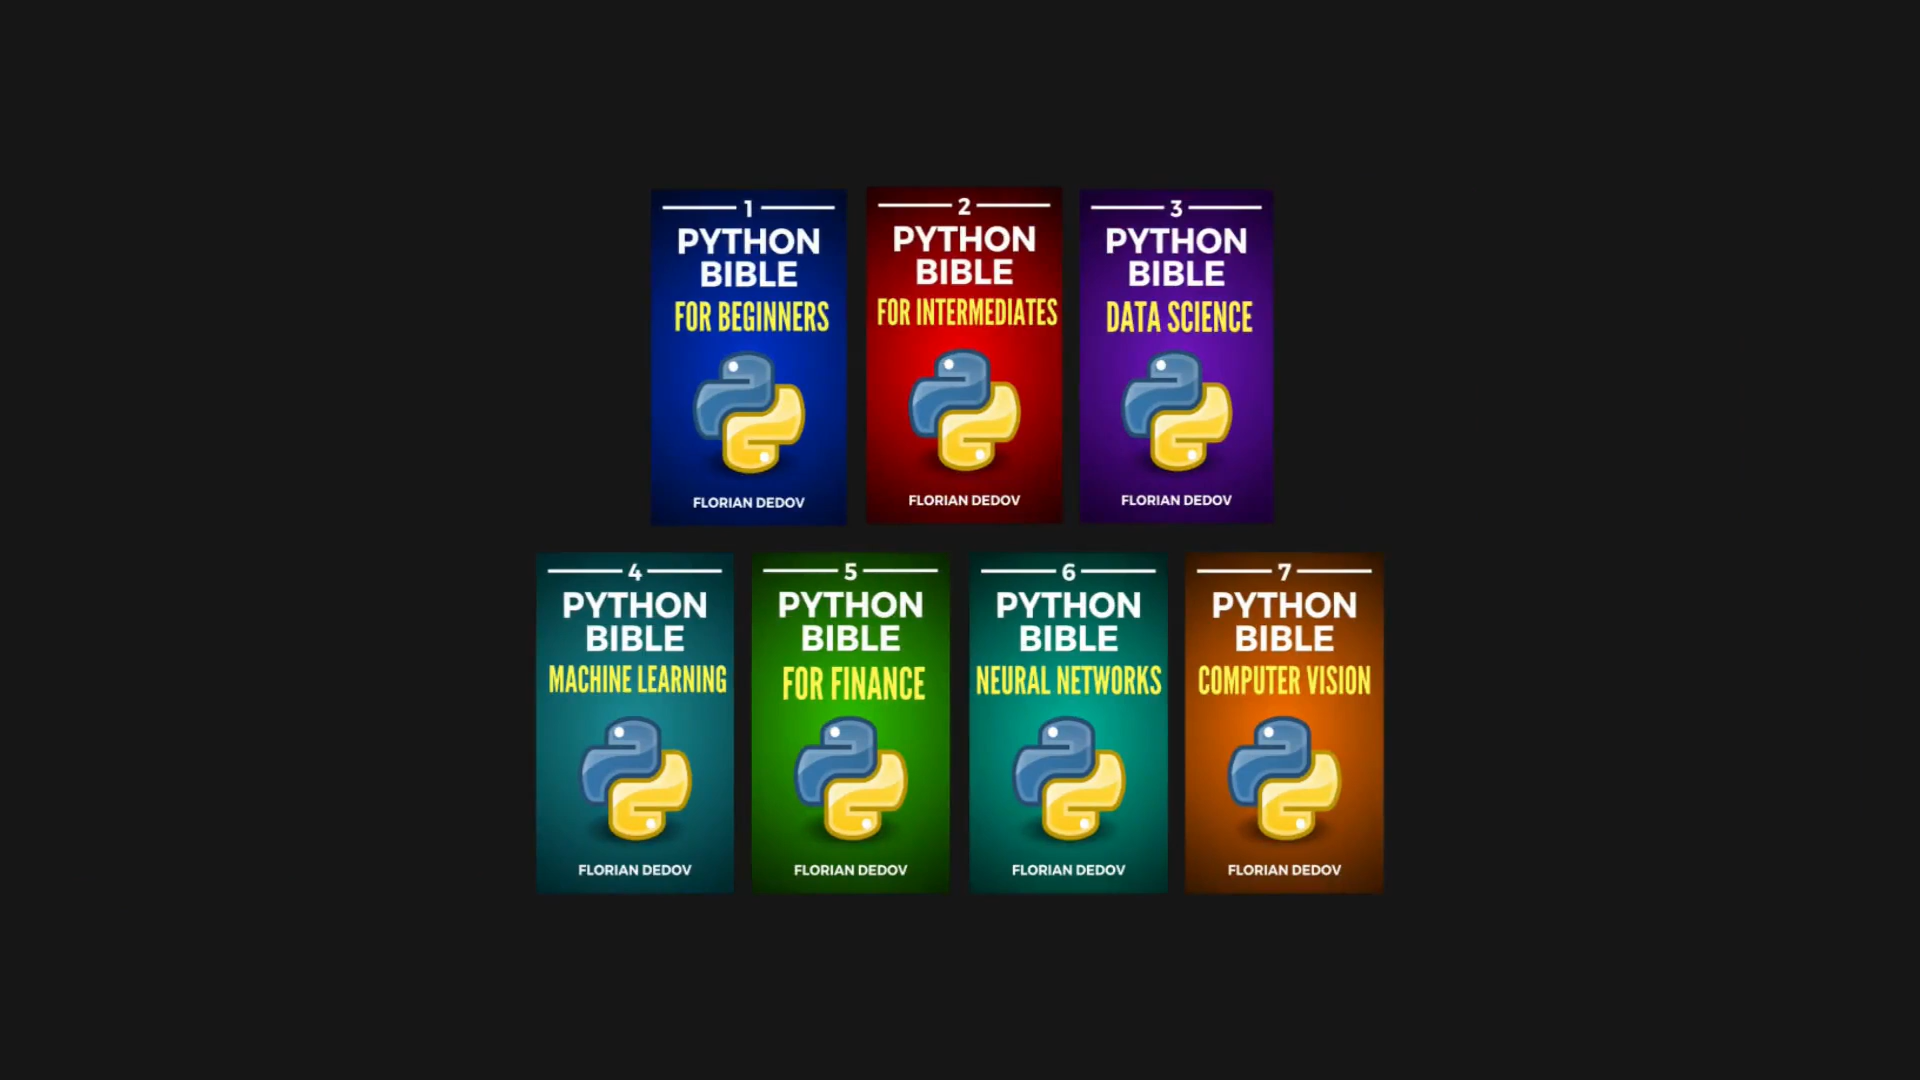 1
PYTHON
BIBLE
FOR BEGINNERS
FLORIAN DEDOV
2
PYTHON
BIBLE
FOR INTERMEDIATES
FLORIAN DEDOV
3
PYTHON
BIBLE
DATA SCIENCE
FLORIAN DEDOV
4
PYTHON
BIBLE
MACHINE LEARNING
FLORIAN DEDOV
5
PYTHON
BIBLE
FOR FINANCE
FLORIAN DEDOV
6
PYTHON
BIBLE
NEURAL NETWORKS
FLORIAN DEDOV
7
PYTHON
BIBLE
COMPUTER VISION
FLORIAN DEDOV